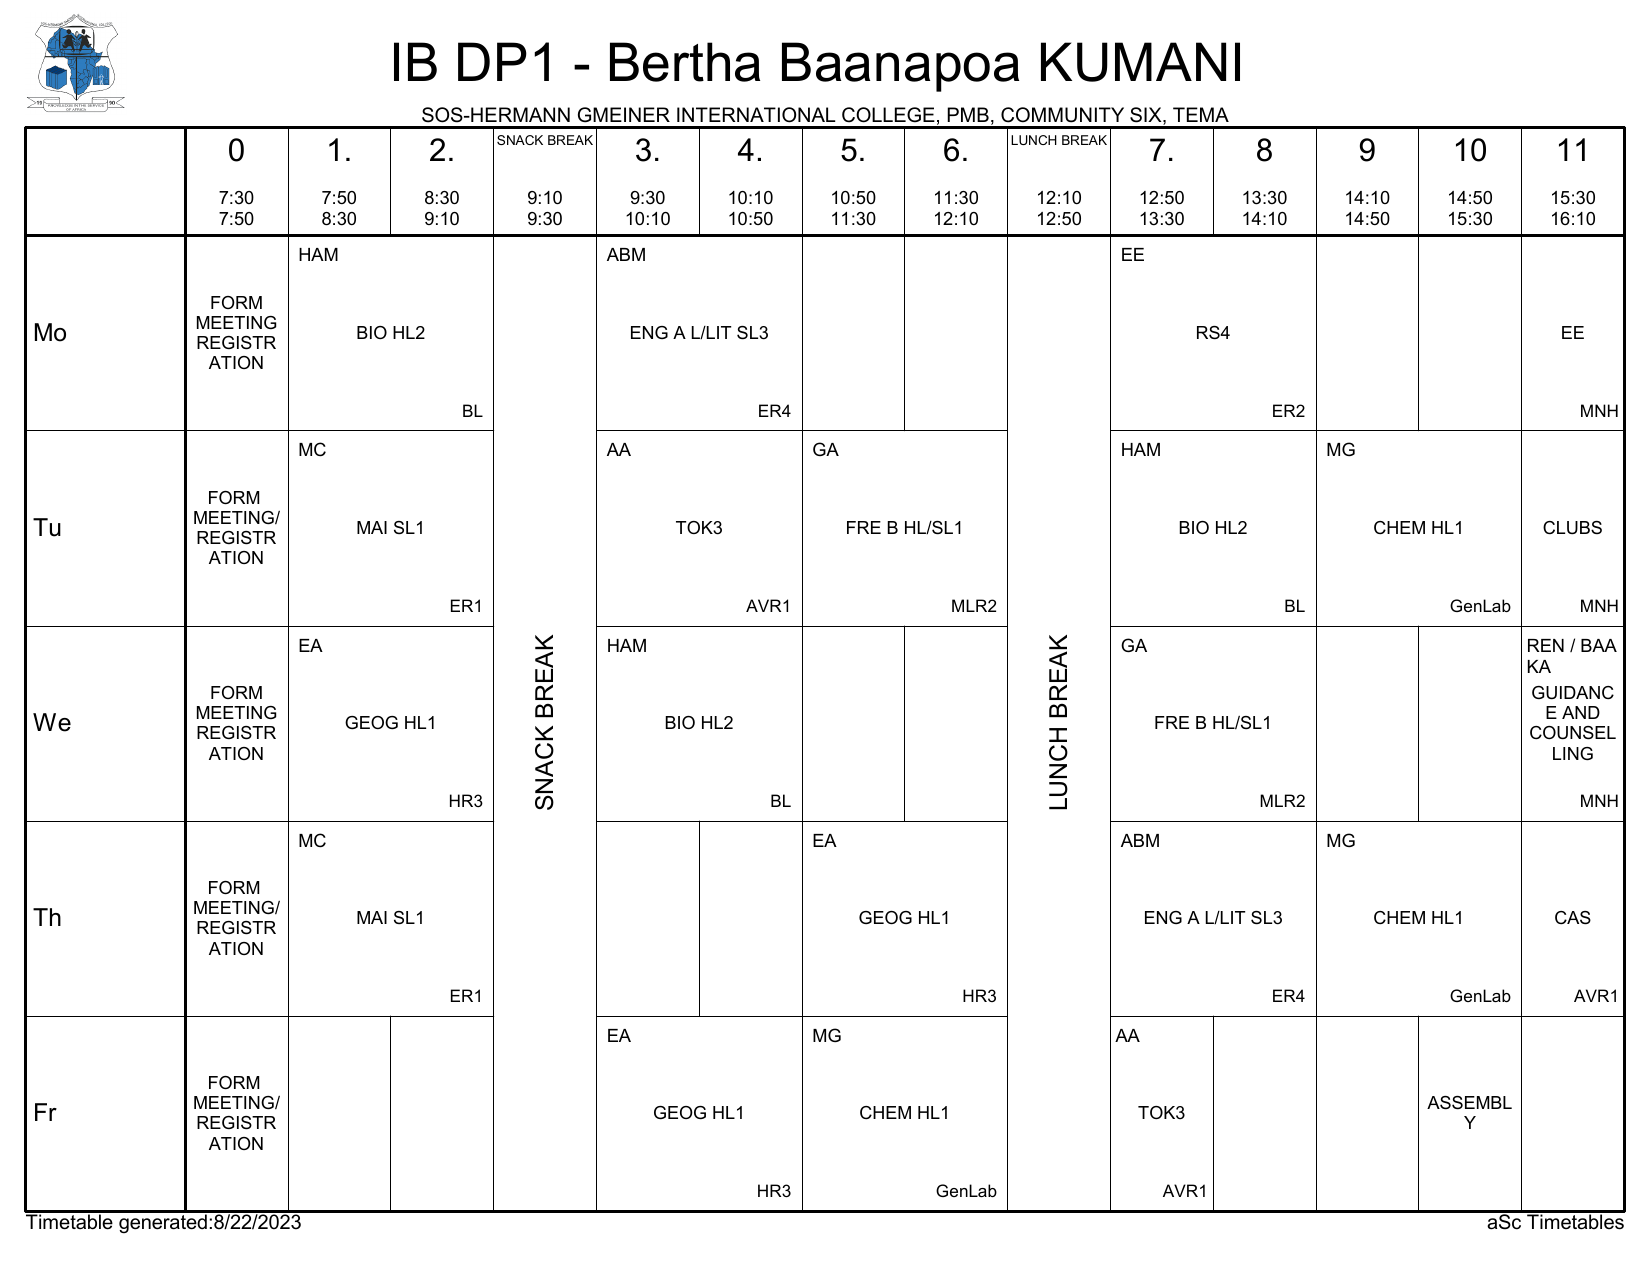 IB DP1 - Bertha Baanapoa KUMANI
SOS-HERMANN GMEINER INTERNATIONAL COLLEGE, PMB, COMMUNITY SIX, TEMA
0
7:30
7:50
1.
7:50
8:30
2.
8:30
9:10
SNACK BREAK
9:10
9:30
3.
9:30
10:10
4.
10:10
10:50
5.
10:50
11:30
6.
11:30
12:10
LUNCH BREAK
12:10
12:50
7.
12:50
13:30
8
13:30
14:10
9
14:10
14:50
10
14:50
15:30
11
15:30
16:10
Mo
FORM
MEETING
REGISTR
ATION
HAM
BIO HL2
BL
ABM
ENG A L/LIT SL3
ER4
EE
RS4
ER2
EE
MNH
Tu
FORM
MEETING/
REGISTR
ATION
MC
MAI SL1
ER1
AA
TOK3
AVR1
GA
FRE B HL/SL1
MLR2
HAM
BIO HL2
BL
MG
CHEM HL1
GenLab
CLUBS
MNH
We
FORM
MEETING
REGISTR
ATION
EA
GEOG HL1
HR3
SNACK BREAK
HAM
BIO HL2
BL
LUNCH BREAK
GA
FRE B HL/SL1
MLR2
REN / BAA
KA
GUIDANC
E AND
COUNSEL
LING
MNH
Th
FORM
MEETING/
REGISTR
ATION
MC
MAI SL1
ER1
EA
GEOG HL1
HR3
ABM
ENG A L/LIT SL3
ER4
MG
CHEM HL1
GenLab
CAS
AVR1
Fr
FORM
MEETING/
REGISTR
ATION
EA
GEOG HL1
HR3
MG
CHEM HL1
GenLab
AA
TOK3
AVR1
ASSEMBL
Y
Timetable generated:8/22/2023
aSc Timetables